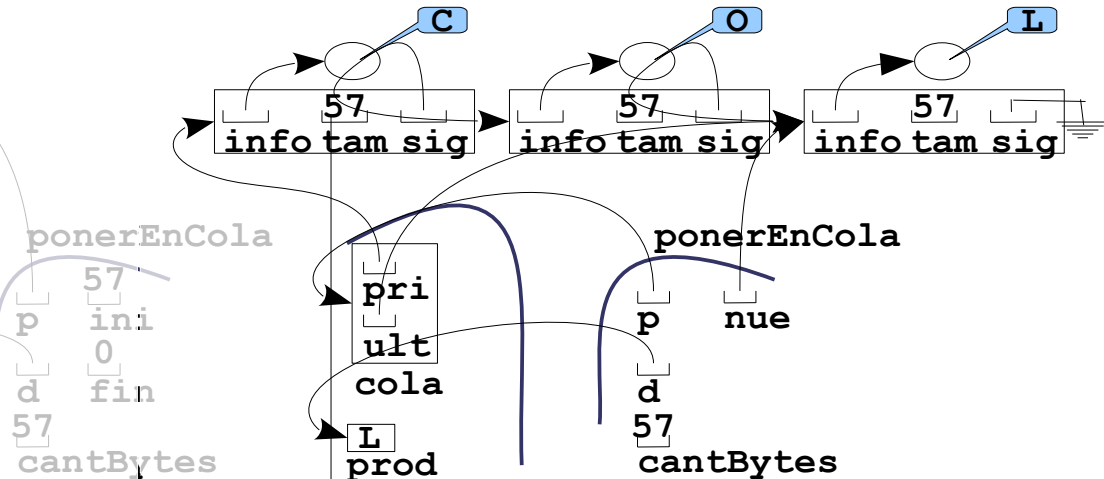 C O L
57 57 57
info tam sig info tam sig info tam sig
ponerEnCola ponerEnCola
57
pri
p ini p nue
ult
0
cola
d fin d
57 L 57
cantBytes prod cantBytes